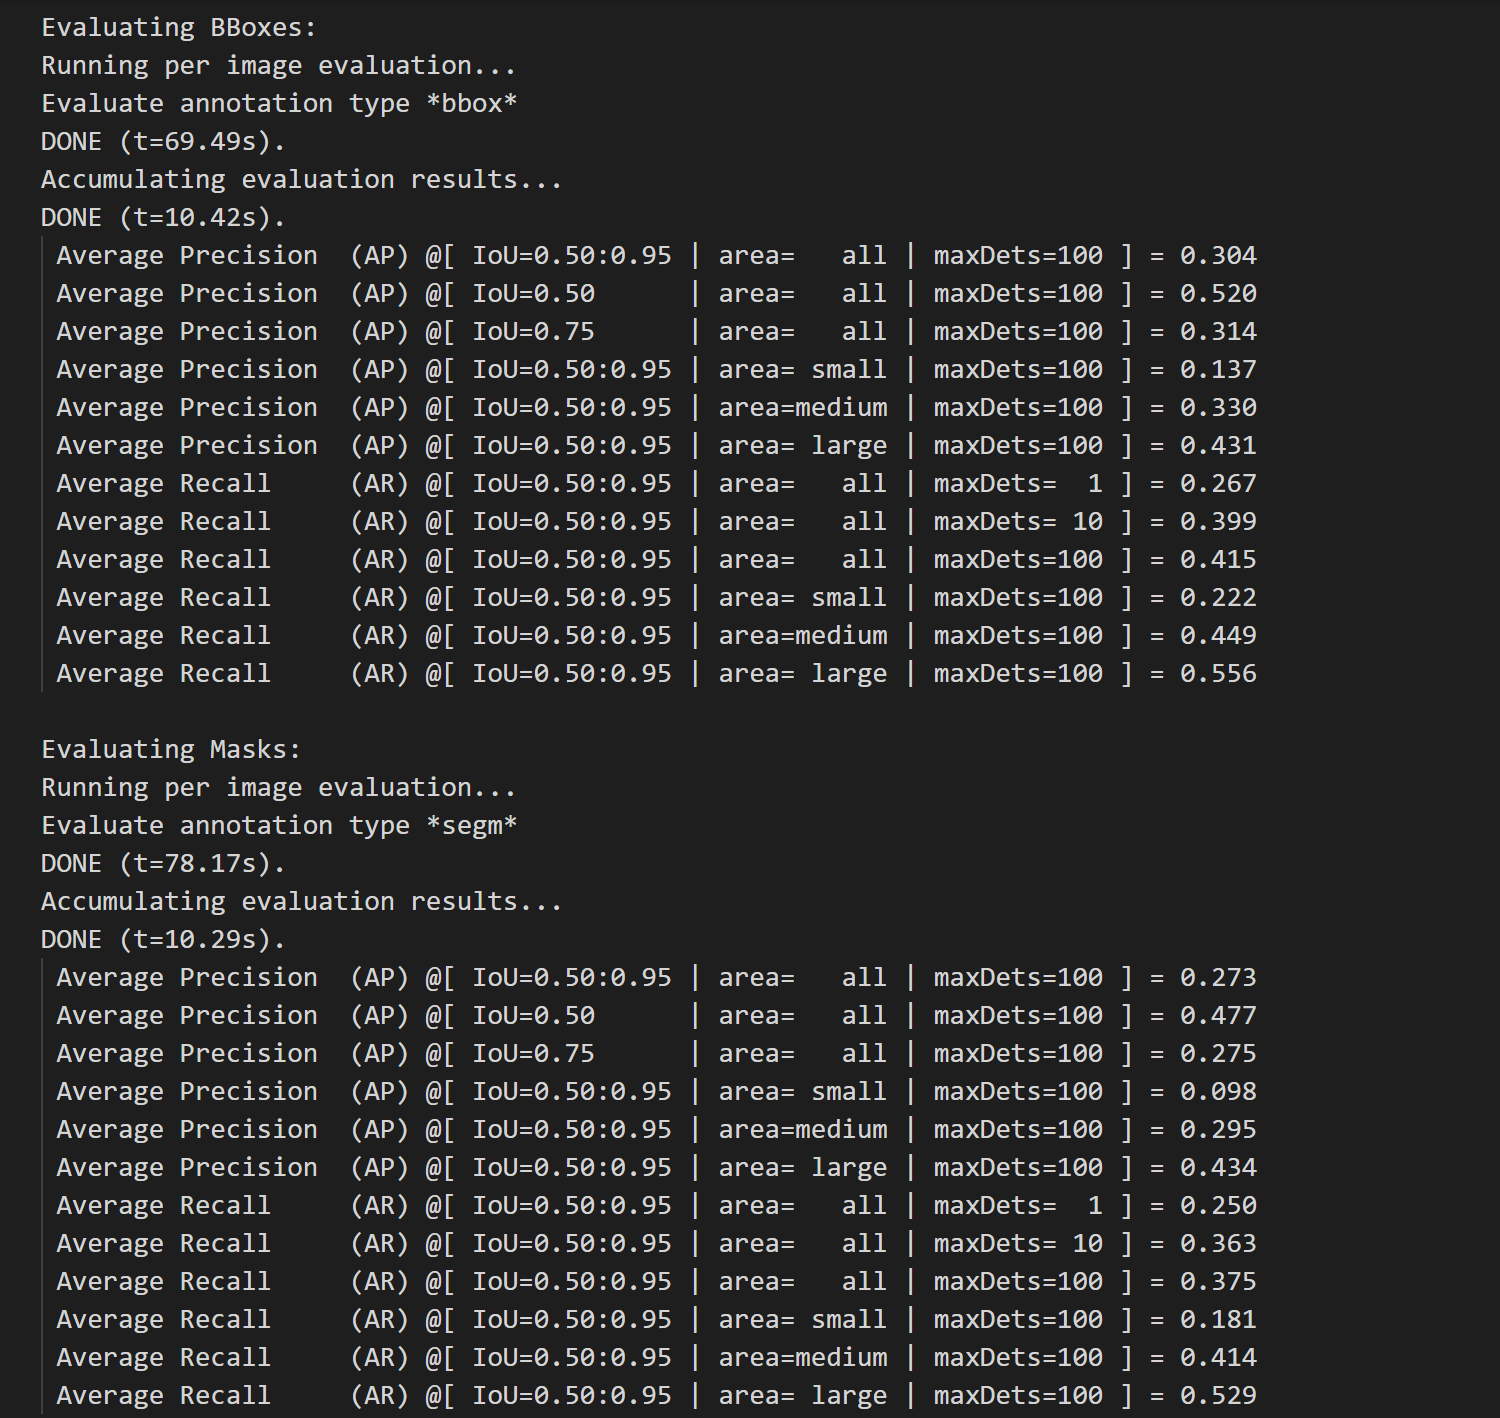 Evaluating BBoxes:
Running per image evaluation...
Evaluate annotation type *bbox*
DONE (t=69.49s).
Accumulating evaluation results...
DONE (t=10.42s).
 Average Precision  (AP) @[ IoU=0.50:0.95 | area=   all | maxDets=100 ] = 0.304
 Average Precision  (AP) @[ IoU=0.50      | area=   all | maxDets=100 ] = 0.520
 Average Precision  (AP) @[ IoU=0.75      | area=   all | maxDets=100 ] = 0.314
 Average Precision  (AP) @[ IoU=0.50:0.95 | area= small | maxDets=100 ] = 0.137
 Average Precision  (AP) @[ IoU=0.50:0.95 | area=medium | maxDets=100 ] = 0.330
 Average Precision  (AP) @[ IoU=0.50:0.95 | area= large | maxDets=100 ] = 0.431
 Average Recall     (AR) @[ IoU=0.50:0.95 | area=   all | maxDets=  1 ] = 0.267
 Average Recall     (AR) @[ IoU=0.50:0.95 | area=   all | maxDets= 10 ] = 0.399
 Average Recall     (AR) @[ IoU=0.50:0.95 | area=   all | maxDets=100 ] = 0.415
 Average Recall     (AR) @[ IoU=0.50:0.95 | area= small | maxDets=100 ] = 0.222
 Average Recall     (AR) @[ IoU=0.50:0.95 | area=medium | maxDets=100 ] = 0.449
 Average Recall     (AR) @[ IoU=0.50:0.95 | area= large | maxDets=100 ] = 0.556

Evaluating Masks:
Running per image evaluation...
Evaluate annotation type *segm*
DONE (t=78.17s).
Accumulating evaluation results...
DONE (t=10.29s).
 Average Precision  (AP) @[ IoU=0.50:0.95 | area=   all | maxDets=100 ] = 0.273
 Average Precision  (AP) @[ IoU=0.50      | area=   all | maxDets=100 ] = 0.477
 Average Precision  (AP) @[ IoU=0.75      | area=   all | maxDets=100 ] = 0.275
 Average Precision  (AP) @[ IoU=0.50:0.95 | area= small | maxDets=100 ] = 0.098
 Average Precision  (AP) @[ IoU=0.50:0.95 | area=medium | maxDets=100 ] = 0.295
 Average Precision  (AP) @[ IoU=0.50:0.95 | area= large | maxDets=100 ] = 0.434
 Average Recall     (AR) @[ IoU=0.50:0.95 | area=   all | maxDets=  1 ] = 0.250
 Average Recall     (AR) @[ IoU=0.50:0.95 | area=   all | maxDets= 10 ] = 0.363
 Average Recall     (AR) @[ IoU=0.50:0.95 | area=   all | maxDets=100 ] = 0.375
 Average Recall     (AR) @[ IoU=0.50:0.95 | area= small | maxDets=100 ] = 0.181
 Average Recall     (AR) @[ IoU=0.50:0.95 | area=medium | maxDets=100 ] = 0.414
 Average Recall     (AR) @[ IoU=0.50:0.95 | area= large | maxDets=100 ] = 0.529